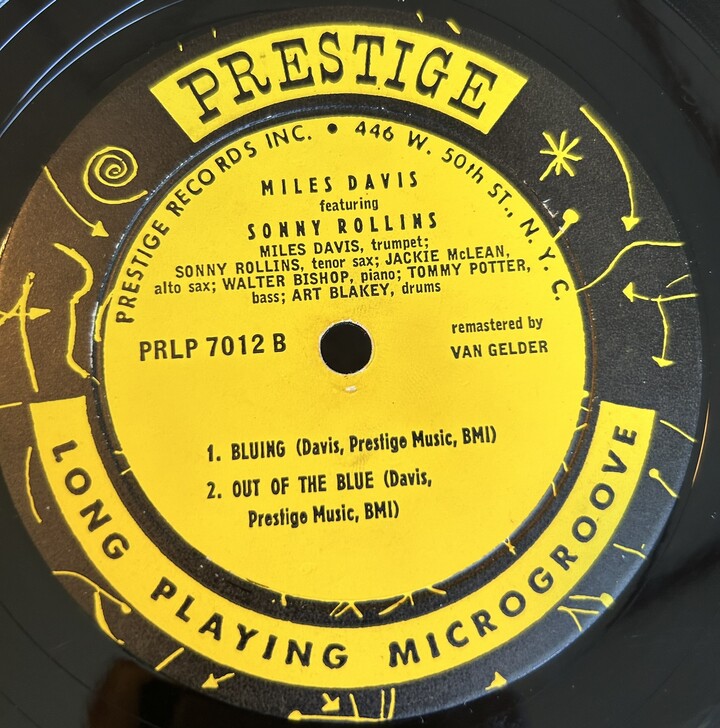 PRESTIGE
PRESTIGE RECORDS INC. • 446 W. 50th ST., N.Y.C.
MILES DAVIS
featuring
SONNY ROLLINS
MILES DAVIS, trumpet;
SONNY ROLLINS, tenor sax; JACKIE McLEAN,
alto sax; WALTER BISHOP, piano; TOMMY POTTER,
bass; ART BLAKEY, drums
PRLP 7012 B
remastered by
VAN GELDER
1. BLUING (Davis, Prestige Music, BMI)
2. OUT OF THE BLUE (Davis,
Prestige Music, BMI)
LONG PLAYING MICROGROOVE